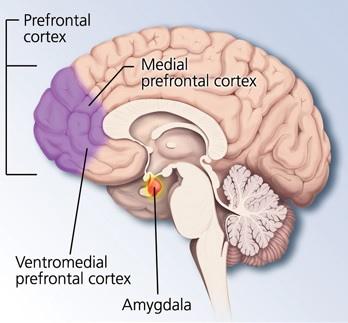 Prefrontal
cortex
Medial
prefrontal cortex
Ventromedial
prefrontal cortex
Amygdala